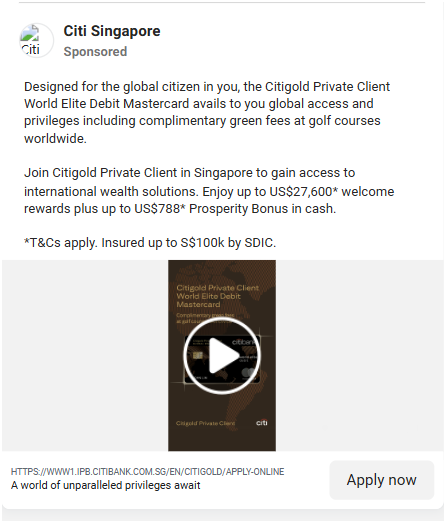 Citi
Citi Singapore
Sponsored
Designed for the global citizen in you, the Citigold Private Client
World Elite Debit Mastercard avails to you global access and
privileges including complimentary green fees at golf courses
worldwide.
Join Citigold Private Client in Singapore to gain access to
international wealth solutions. Enjoy up to US$27,600* welcome
rewards plus up to US$788* Prosperity Bonus in cash.
*T&Cs apply. Insured up to S$100k by SDIC.
Citigold Private Client
World Elite Debit
Mastercard
Complimentary green fees
at golf
citibank
Citigold Private Client
citi
HTTPS://WWW1.IPB.CITIBANK.COM.SG/EN/CITIGOLD/APPLY-ONLINE
A world of unparalleled privileges await
Apply now